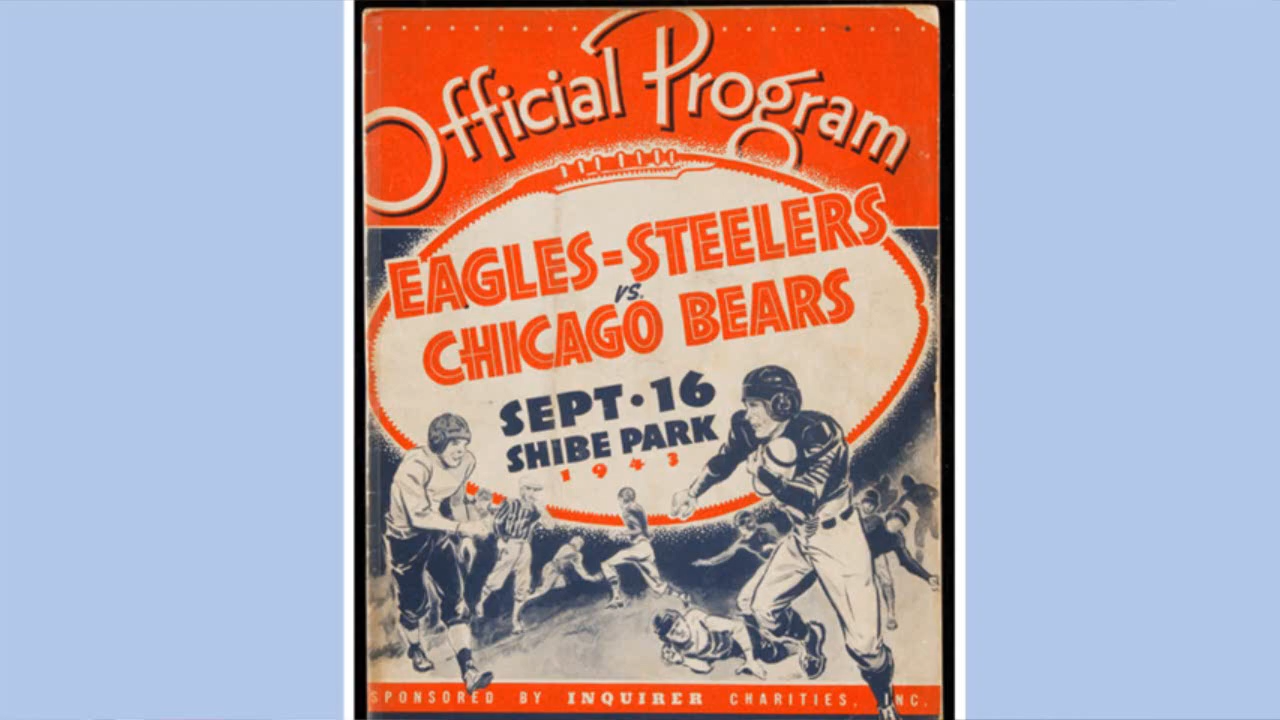 Official Program
EAGLES=STEELERS
vs.
CHICAGO BEARS
SEPT·16
SHIBE PARK
1943
SPONSORED BY INQUIRER CHARITIES, INC.